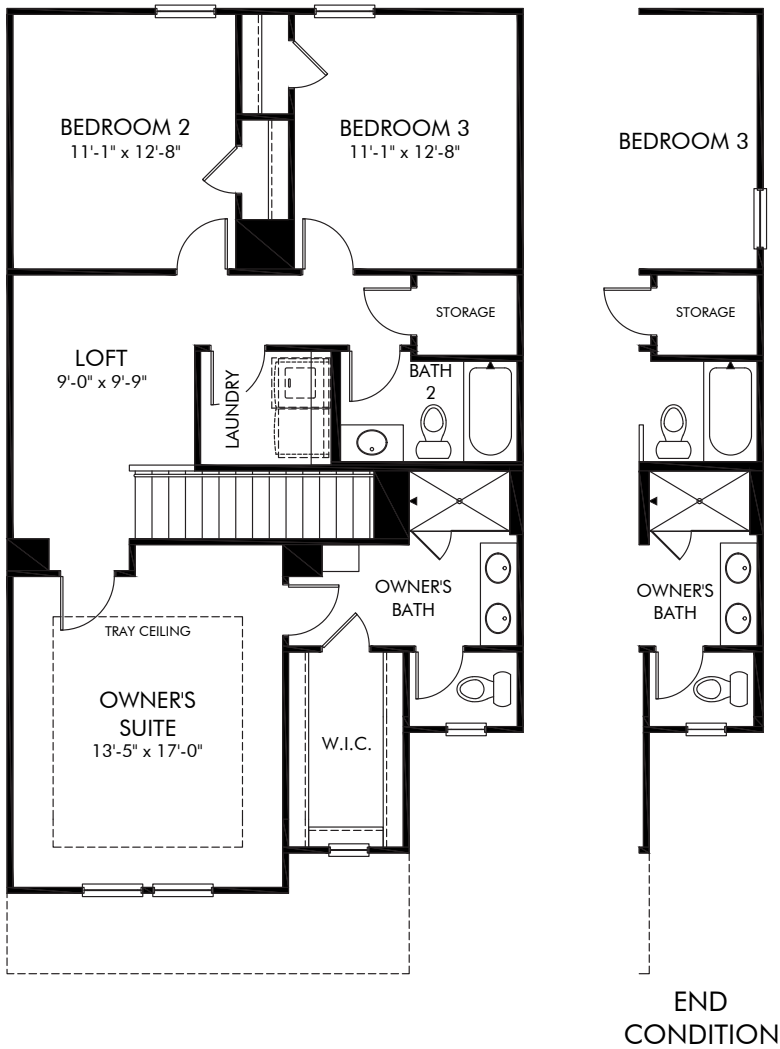 BEDROOM 2
11'-1" x 12'-8"
BEDROOM 3
11'-1" x 12'-8"
BEDROOM 3
STORAGE
STORAGE
LOFT
9'-0" x 9'-9"
LAUNDRY
BATH
2
OWNER'S
BATH
OWNER'S
BATH
TRAY CEILING
OWNER'S
SUITE
13'-5" x 17'-0"
W.I.C.
END
CONDITION